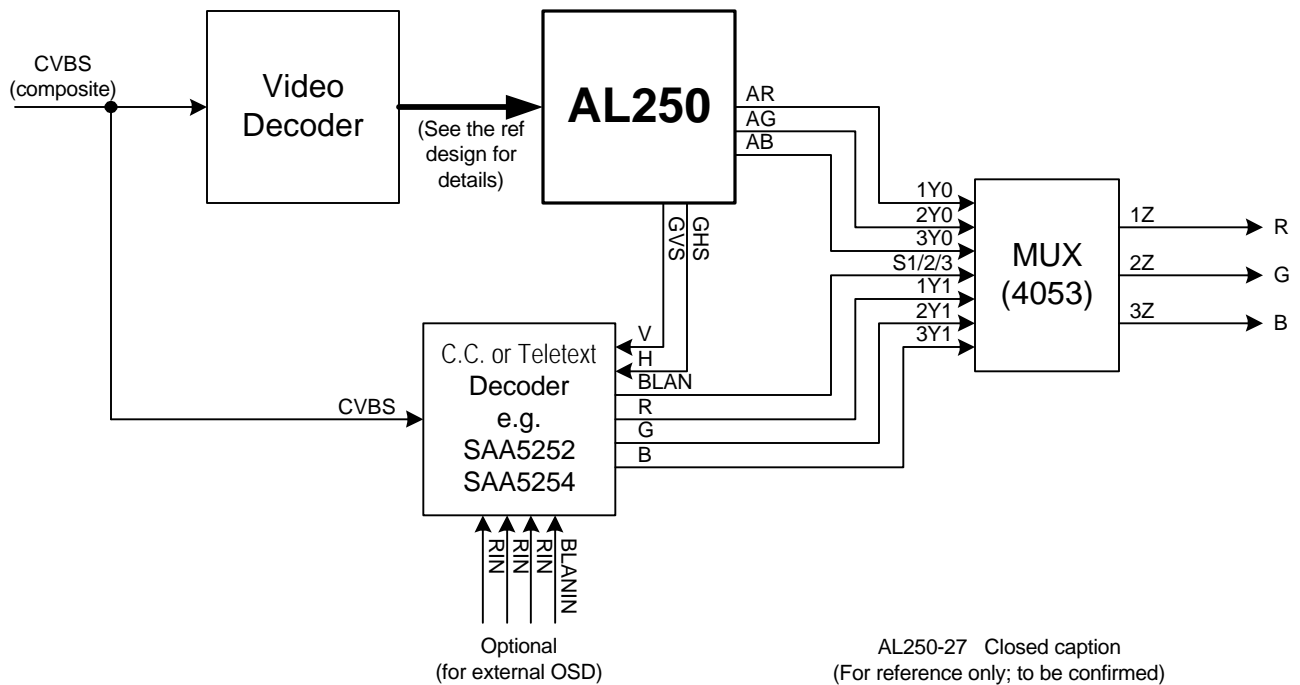 CVBS
(composite)
Video
Decoder
(See the ref
design for
details)
AL250
AR
AG
AB
GVS
GHS
1Y0
2Y0
3Y0
S1/2/3
1Y1
2Y1
3Y1
MUX
(4053)
1Z
2Z
3Z
R
G
B
CVBS
C.C. or Teletext
Decoder
e.g.
SAA5252
SAA5254
V
H
BLAN
R
G
B
RIN
RIN
RIN
BLANIN
Optional
(for external OSD)
AL250-27 Closed caption
(For reference only; to be confirmed)